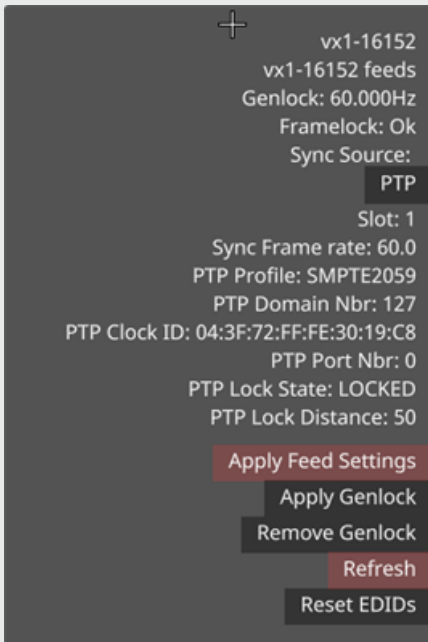 vx1-16152
vx1-16152 feeds
Genlock: 60.000Hz
Framelock: Ok
Sync Source:
PTP
Slot: 1
Sync Frame rate: 60.0
PTP Profile: SMPTE2059
PTP Domain Nbr: 127
PTP Clock ID: 04:3F:72:FF:FE:30:19:C8
PTP Port Nbr: 0
PTP Lock State: LOCKED
PTP Lock Distance: 50
Apply Feed Settings
Apply Genlock
Remove Genlock
Refresh
Reset EDIDs